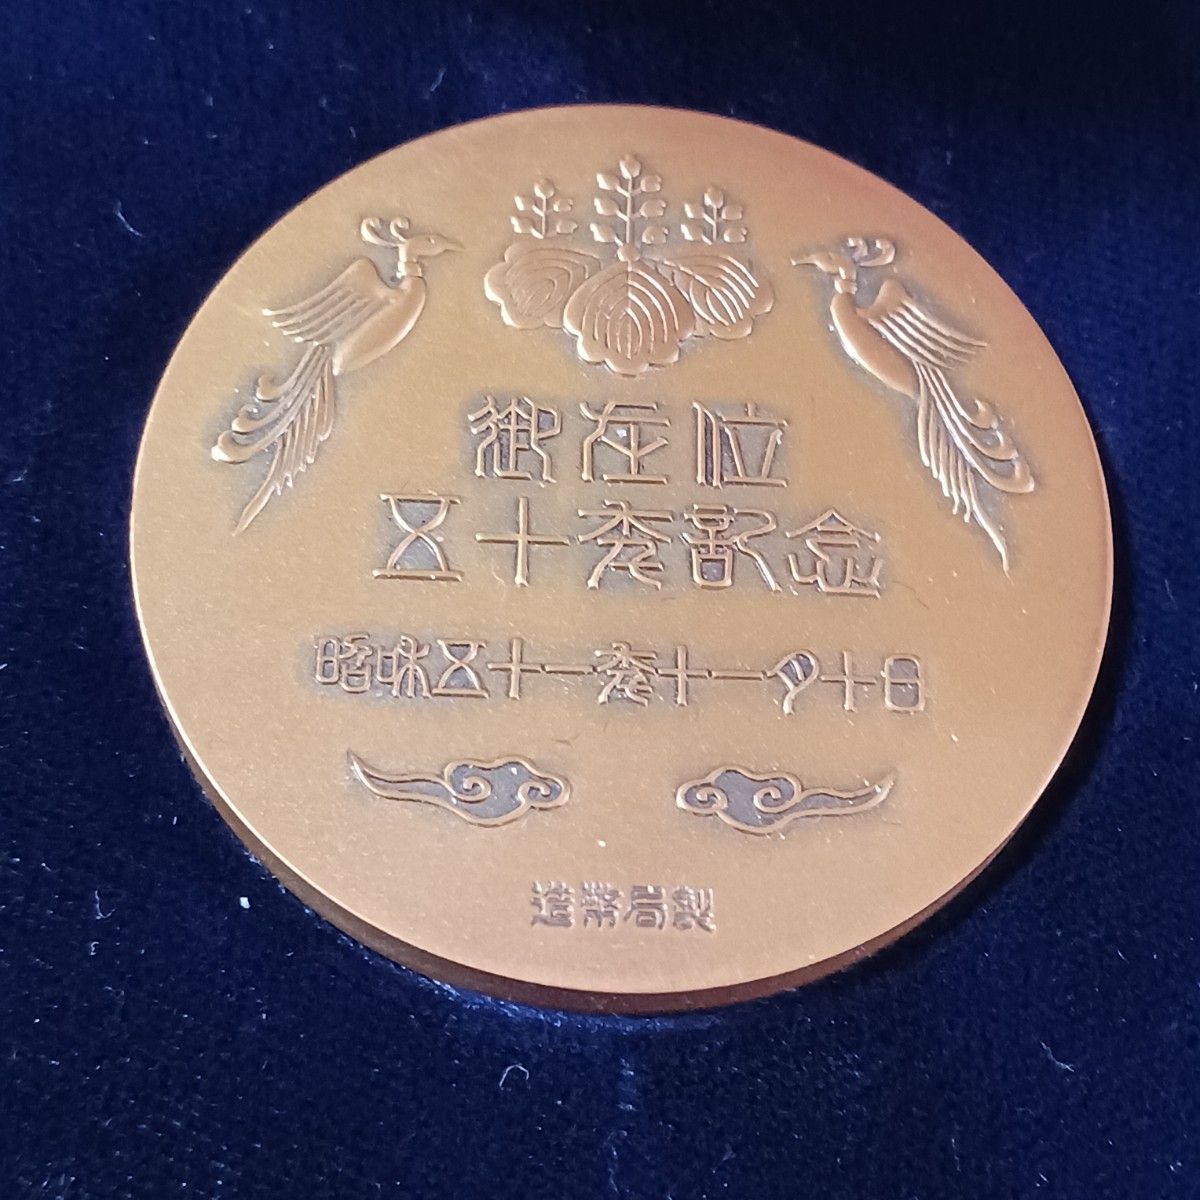 御在位
五十年記念
昭和五十一年十一月十日
造幣局製